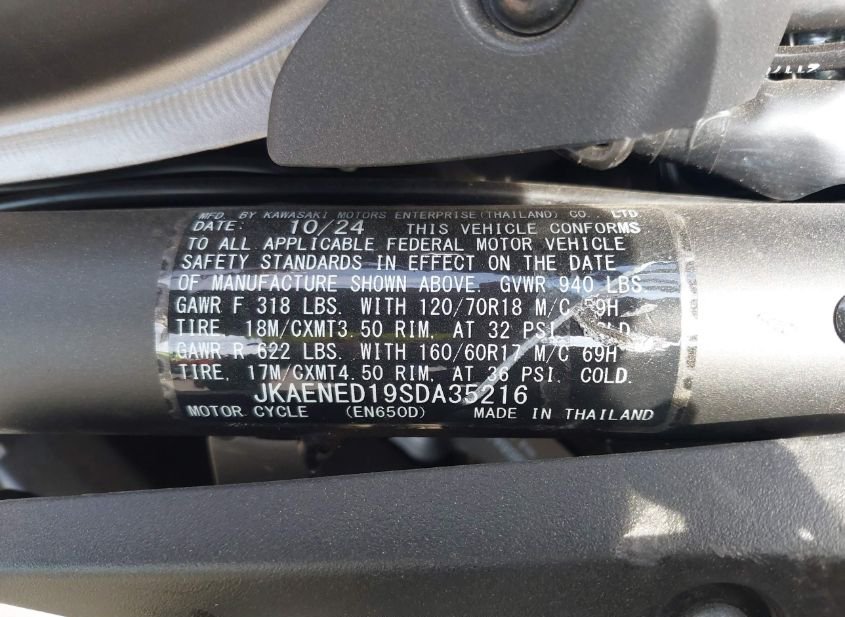 MFD. BY KAWASAKI MOTORS ENTERPRISE(THAILAND) CO., LTD.
DATE: 10/24 THIS VEHICLE CONFORMS
TO ALL APPLICABLE FEDERAL MOTOR VEHICLE
SAFETY STANDARDS IN EFFECT ON THE DATE
OF MANUFACTURE SHOWN ABOVE. GVWR 940 LBS
GAWR F 318 LBS. WITH 120/70R18 M/C 59H
TIRE, 18M/CXMT3.50 RIM, AT 32 PSI. COLD.
GAWR R 622 LBS. WITH 160/60R17 M/C 69H
TIRE, 17M/CXMT4.50 RIM, AT 36 PSI. COLD.
JKAENED19SDA35216
MOTOR CYCLE (EN650D) MADE IN THAILAND